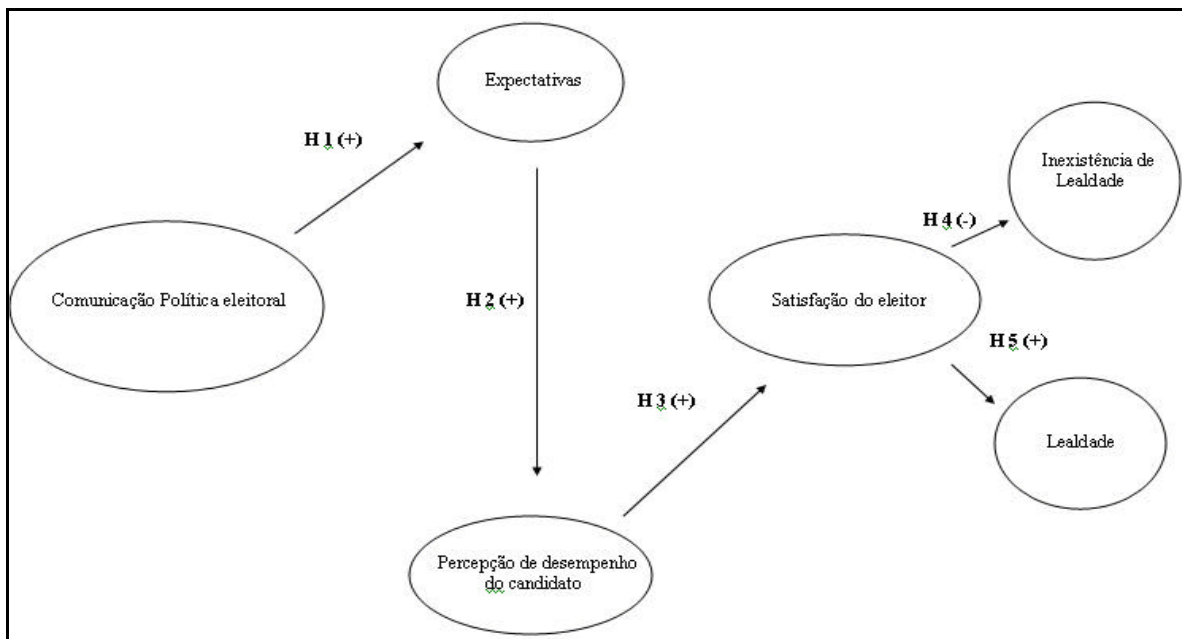 Expectativas
H 1 (+)
Inexistência de
Lealdade
H 4 (-)
Comunicação Política eleitoral
H 2 (+)
Satisfação do eleitor
H 5 (+)
H 3 (+)
Lealdade
Percepção de desempenho
do candidato